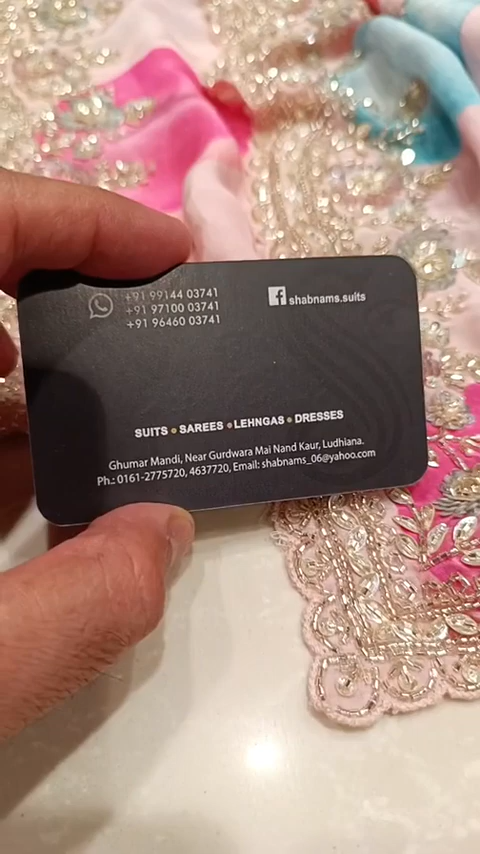 +91 99144 03741
+91 97100 03741
+91 96460 03741
f shabnams.suits
SUITS • SAREES • LEHNGAS • DRESSES
Ghumar Mandi, Near Gurdwara Mai Nand Kaur, Ludhiana.
Ph.: 0161-2775720, 4637720, Email: shabnams_06@yahoo.com